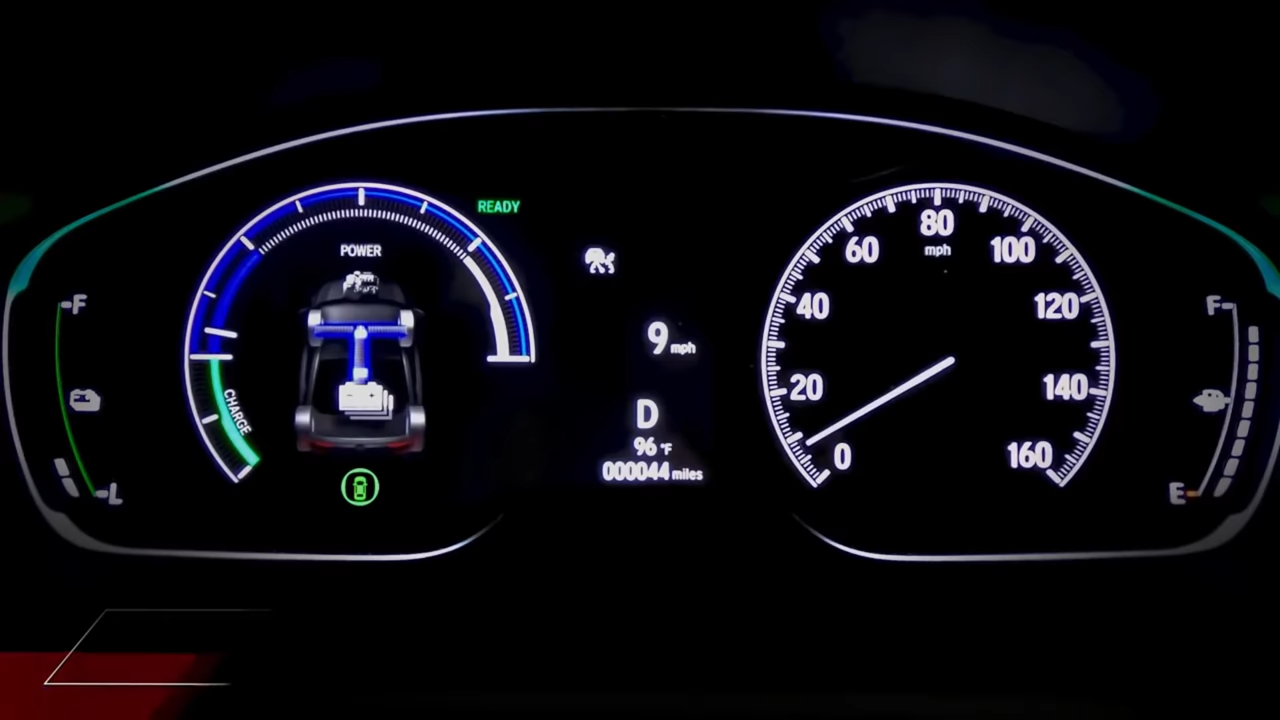 READY
POWER
CHARGE
F
L
9 mph
D
96 °F
000044 miles
0
20
40
60
80
mph
100
120
140
160
F
E